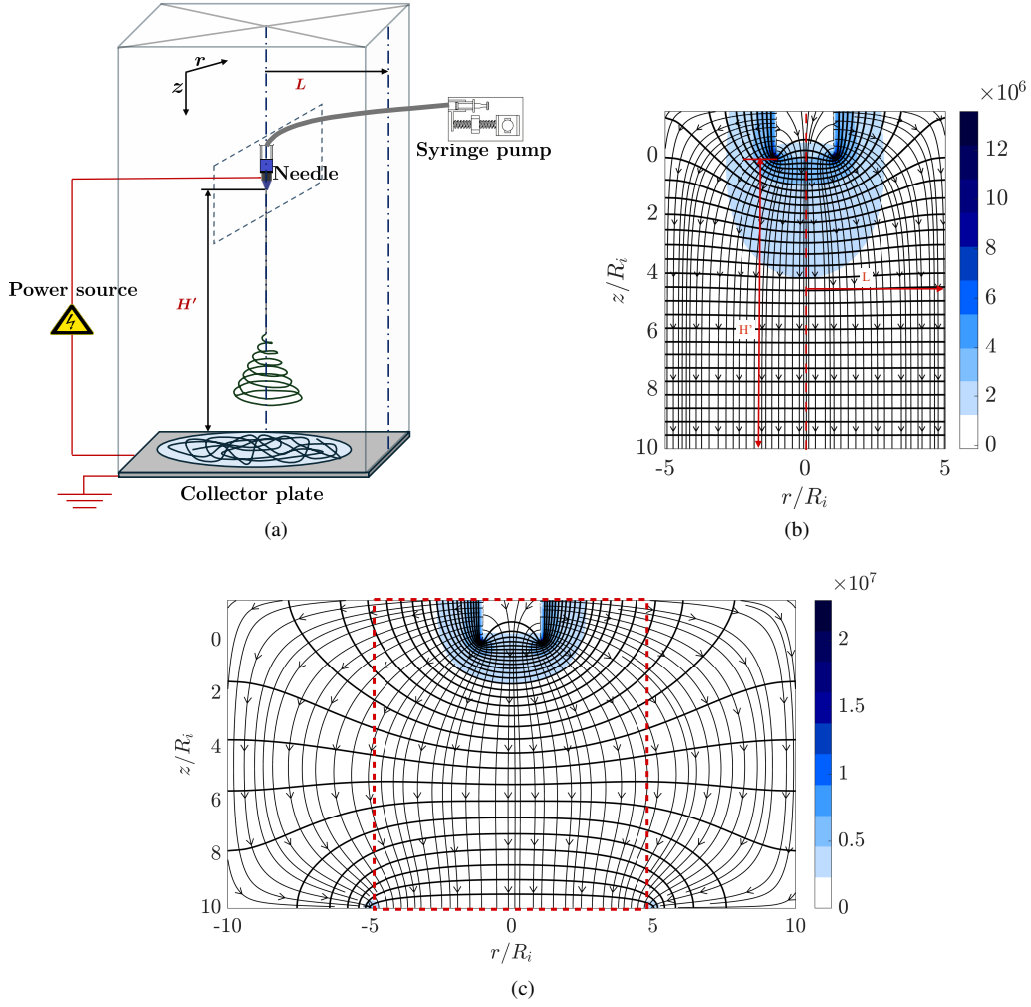 r
z
L
Syringe pump
Needle
Power source
H′
Collector plate
(a)
×10⁶
12
10
8
6
4
2
0
0
2
4
6
8
10
z/Rᵢ
L
H'
-5
0
5
r/Rᵢ
(b)
×10⁷
2
1.5
1
0.5
0
0
2
4
6
8
10
z/Rᵢ
-10
-5
0
5
10
r/Rᵢ
(c)